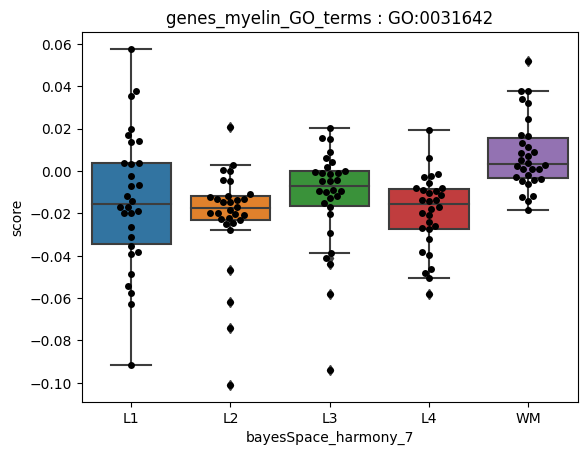 genes_myelin_GO_terms : GO:0031642
0.06
0.04
0.02
0.00
−0.02
−0.04
−0.06
−0.08
−0.10
score
L1 L2 L3 L4 WM
bayesSpace_harmony_7